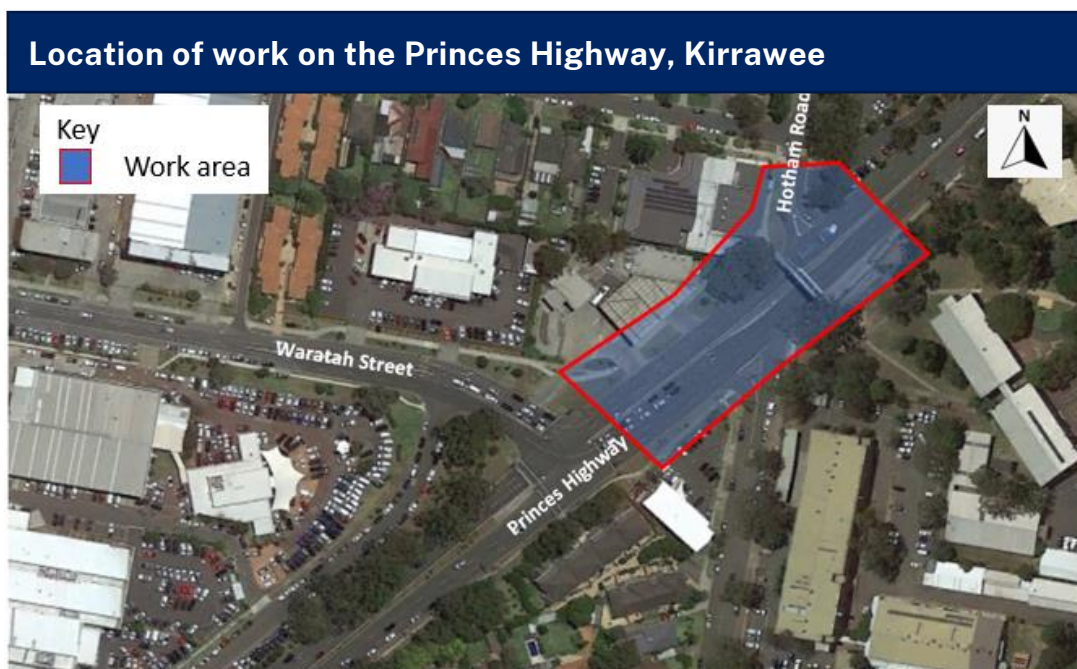 Location of work on the Princes Highway, Kirrawee
Key
Work area
N
Hotham Road
Waratah Street
Princes Highway